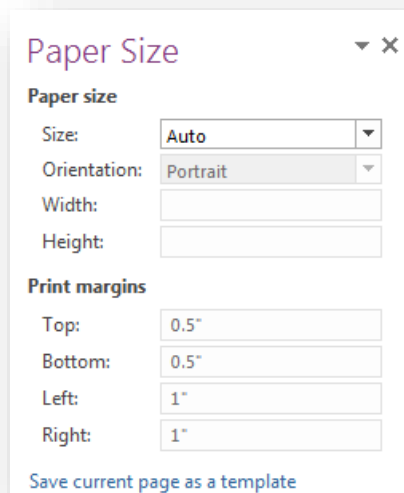 Paper Size
Paper size
Size: Auto
Orientation: Portrait
Width:
Height:
Print margins
Top: 0.5"
Bottom: 0.5"
Left: 1"
Right: 1"
Save current page as a template